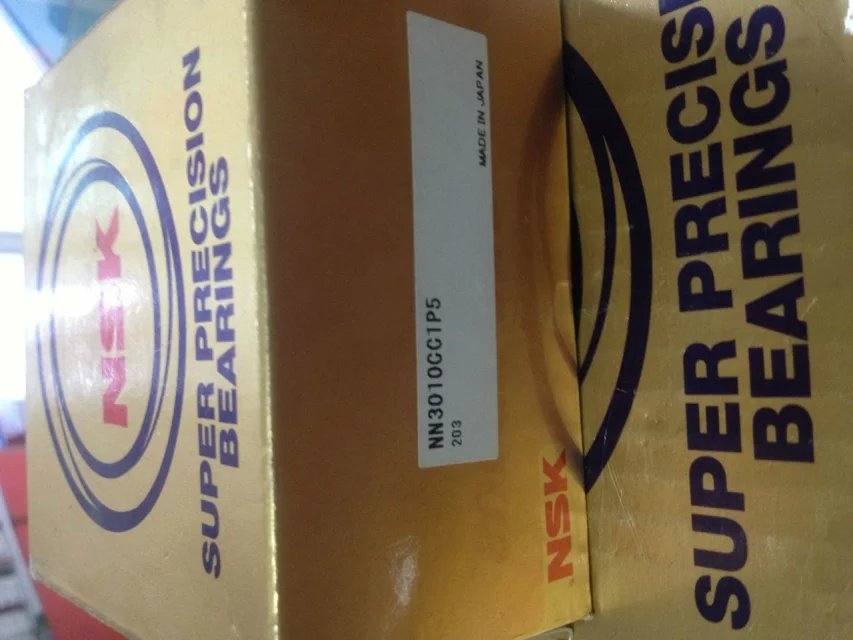 NSK
SUPER PRECISION
BEARINGS
NN3010CC1P5
203
MADE IN JAPAN
NSK
SUPER PRECIS
BEARINGS